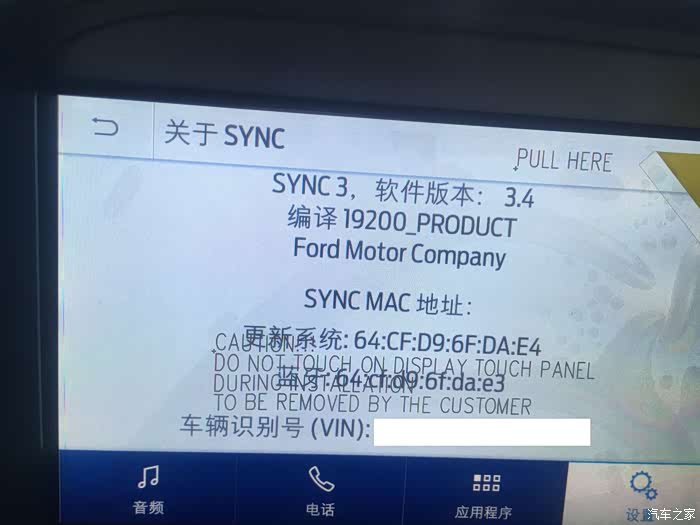 关于 SYNC
PULL HERE
SYNC 3，软件版本： 3.4
编译 19200_PRODUCT
Ford Motor Company
SYNC MAC 地址：
更新系统: 64:CF:D9:6F:DA:E4
CAUTION
DO NOT TOUCH ON DISPLAY TOUCH PANEL
蓝牙: 64:cf:d9:6f:da:e3
DURING INSTALLATION
TO BE REMOVED BY THE CUSTOMER
车辆识别号 (VIN):
音频
电话
应用程序
设置
汽车之家